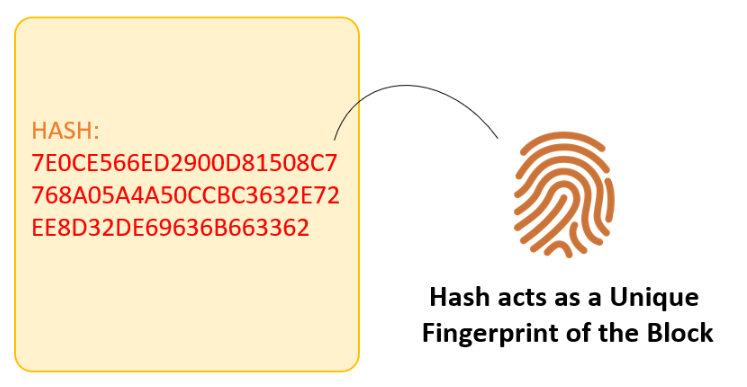 HASH:
7E0CE566ED2900D81508C7
768A05A4A50CCBC3632E72
EE8D32DE69636B663362
Hash acts as a Unique
Fingerprint of the Block